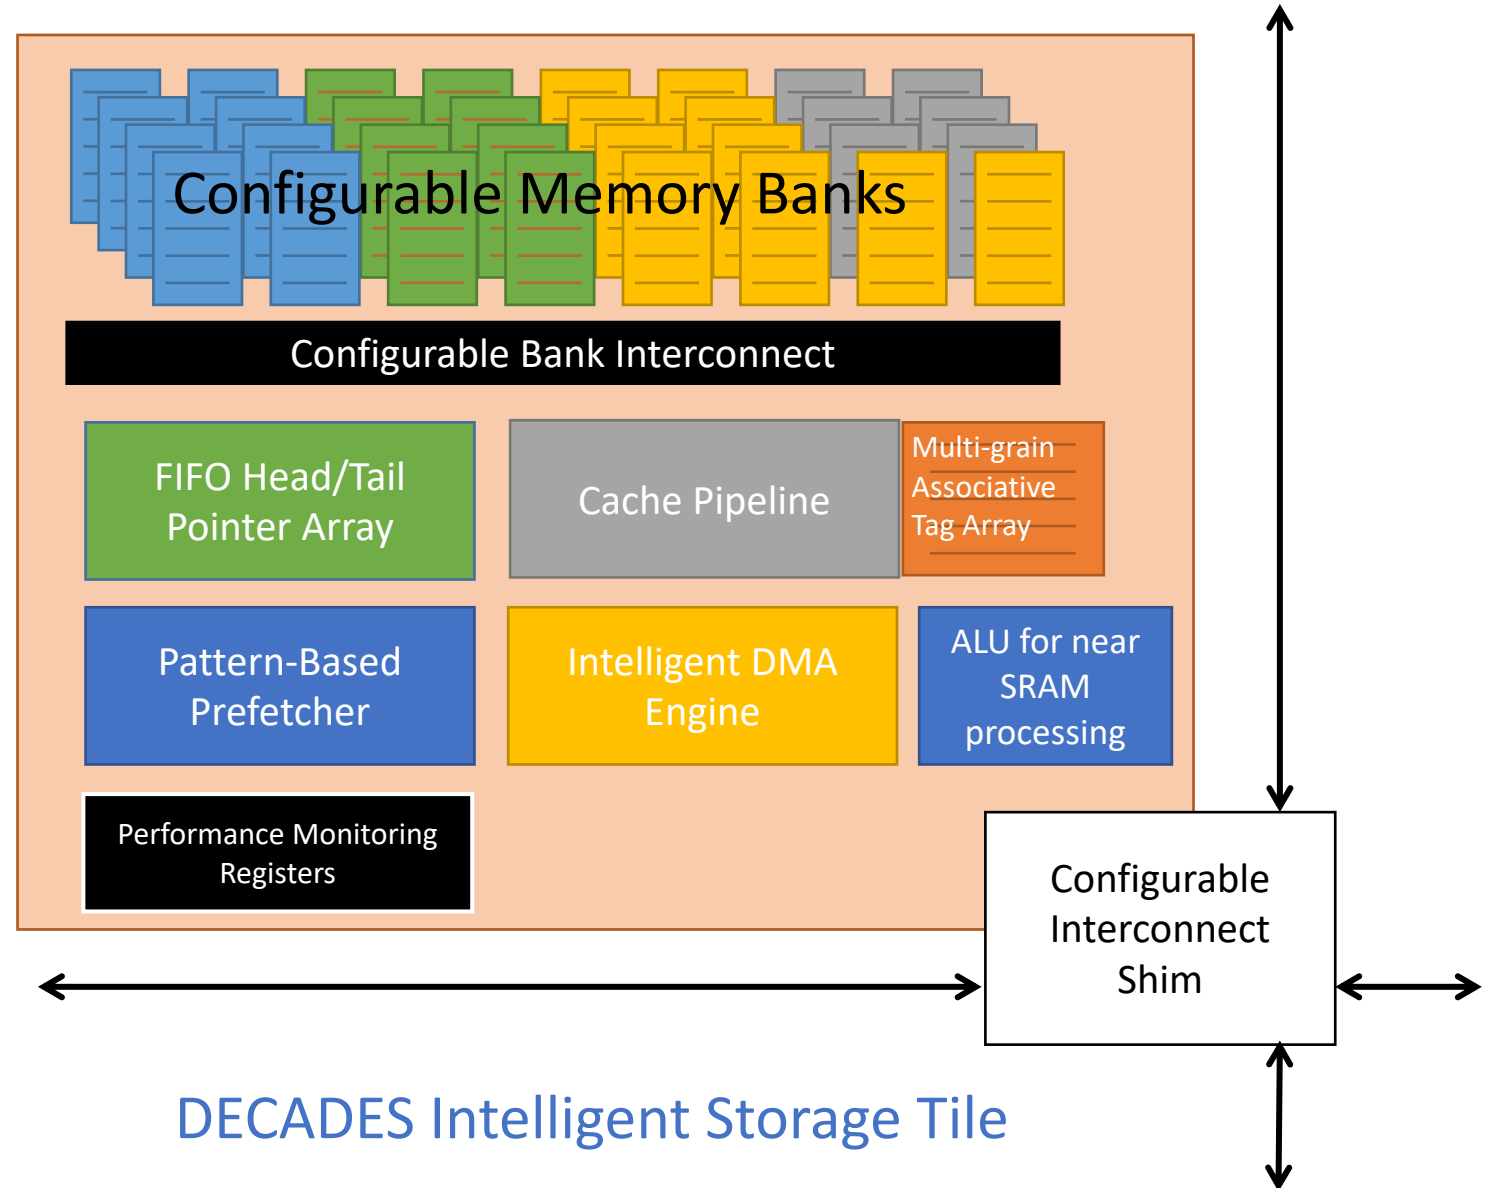 Configurable Memory Banks
Configurable Bank Interconnect
FIFO Head/Tail
Pointer Array
Cache Pipeline
Multi-grain
Associative
Tag Array
Pattern-Based
Prefetcher
Intelligent DMA
Engine
ALU for near
SRAM
processing
Performance Monitoring
Registers
Configurable
Interconnect
Shim
DECADES Intelligent Storage Tile